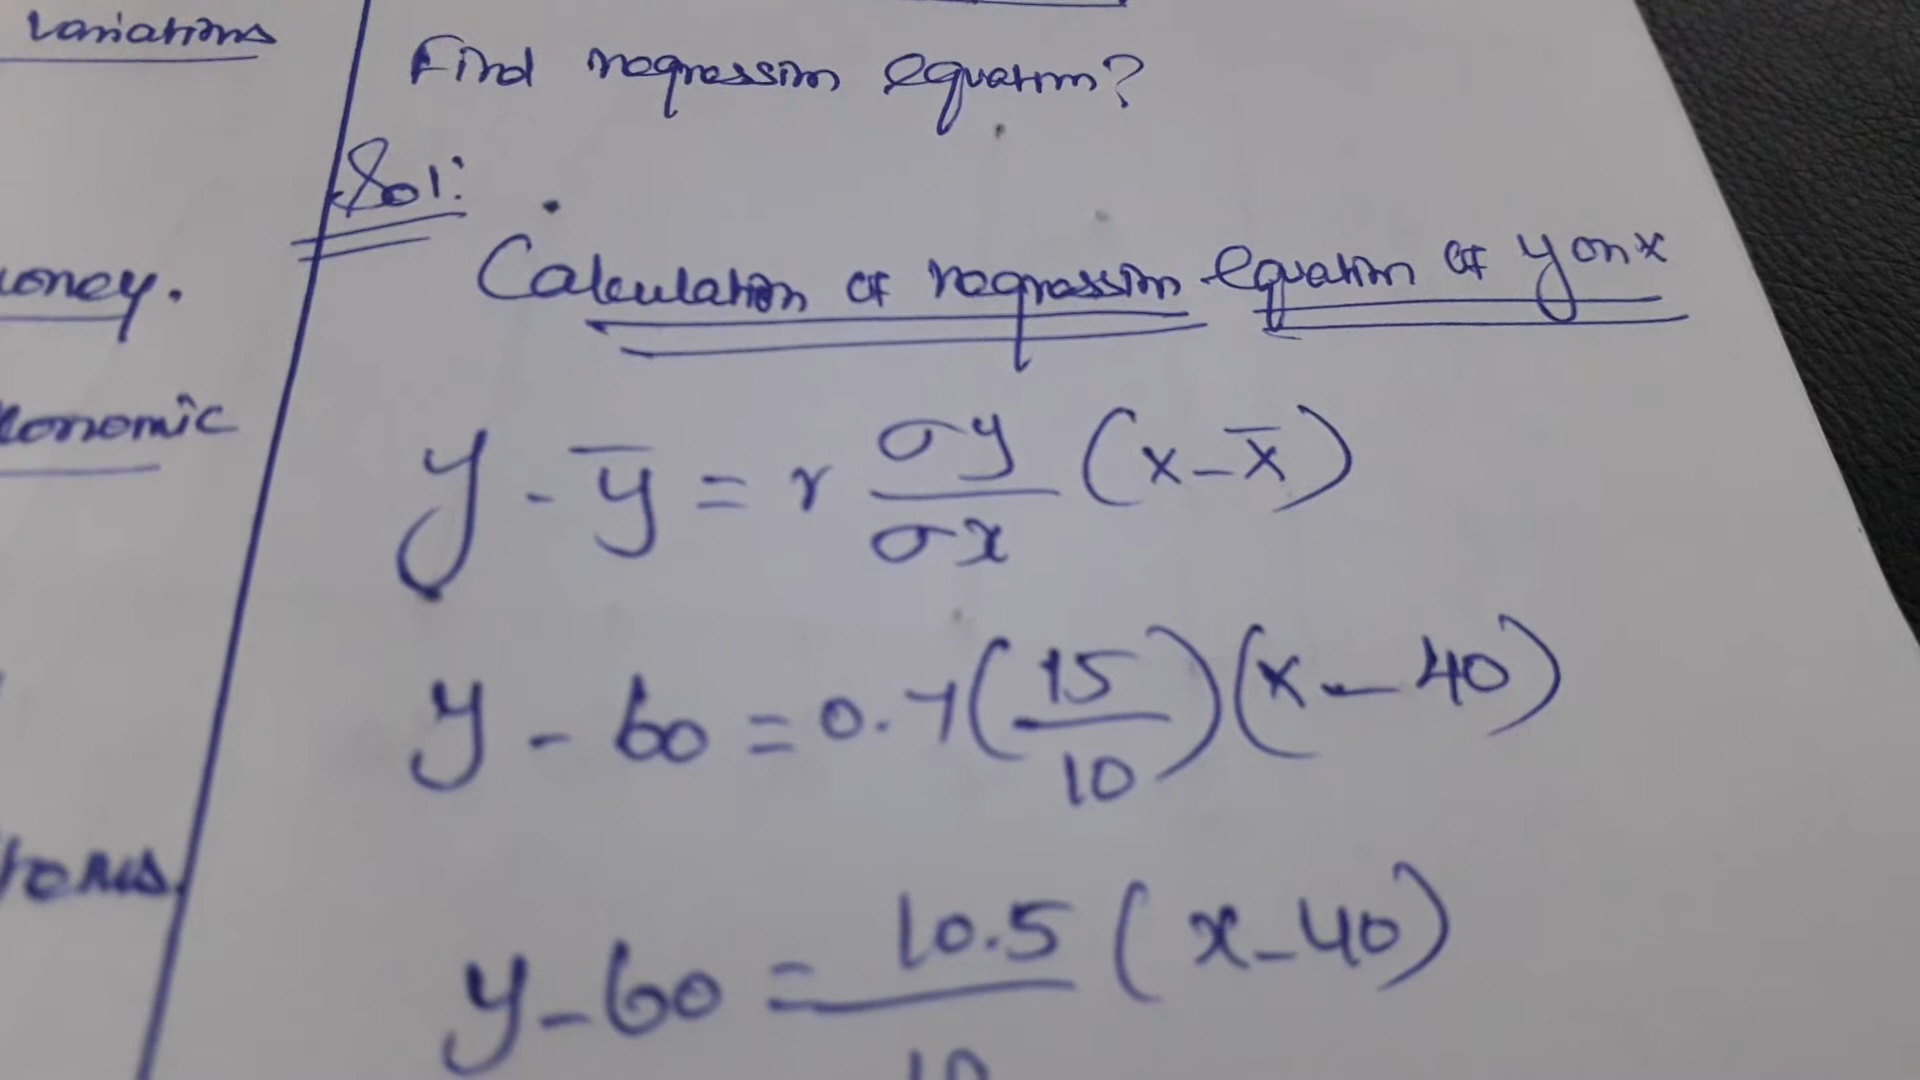 variations
Find regression equation?
Sol:
Calculation of regression equation of y on x
oney.
conomic
y - ȳ = r σy/σx (x - x̄)
y - 60 = 0.7 (15/10) (x - 40)
y - 60 = 10.5/10 (x - 40)